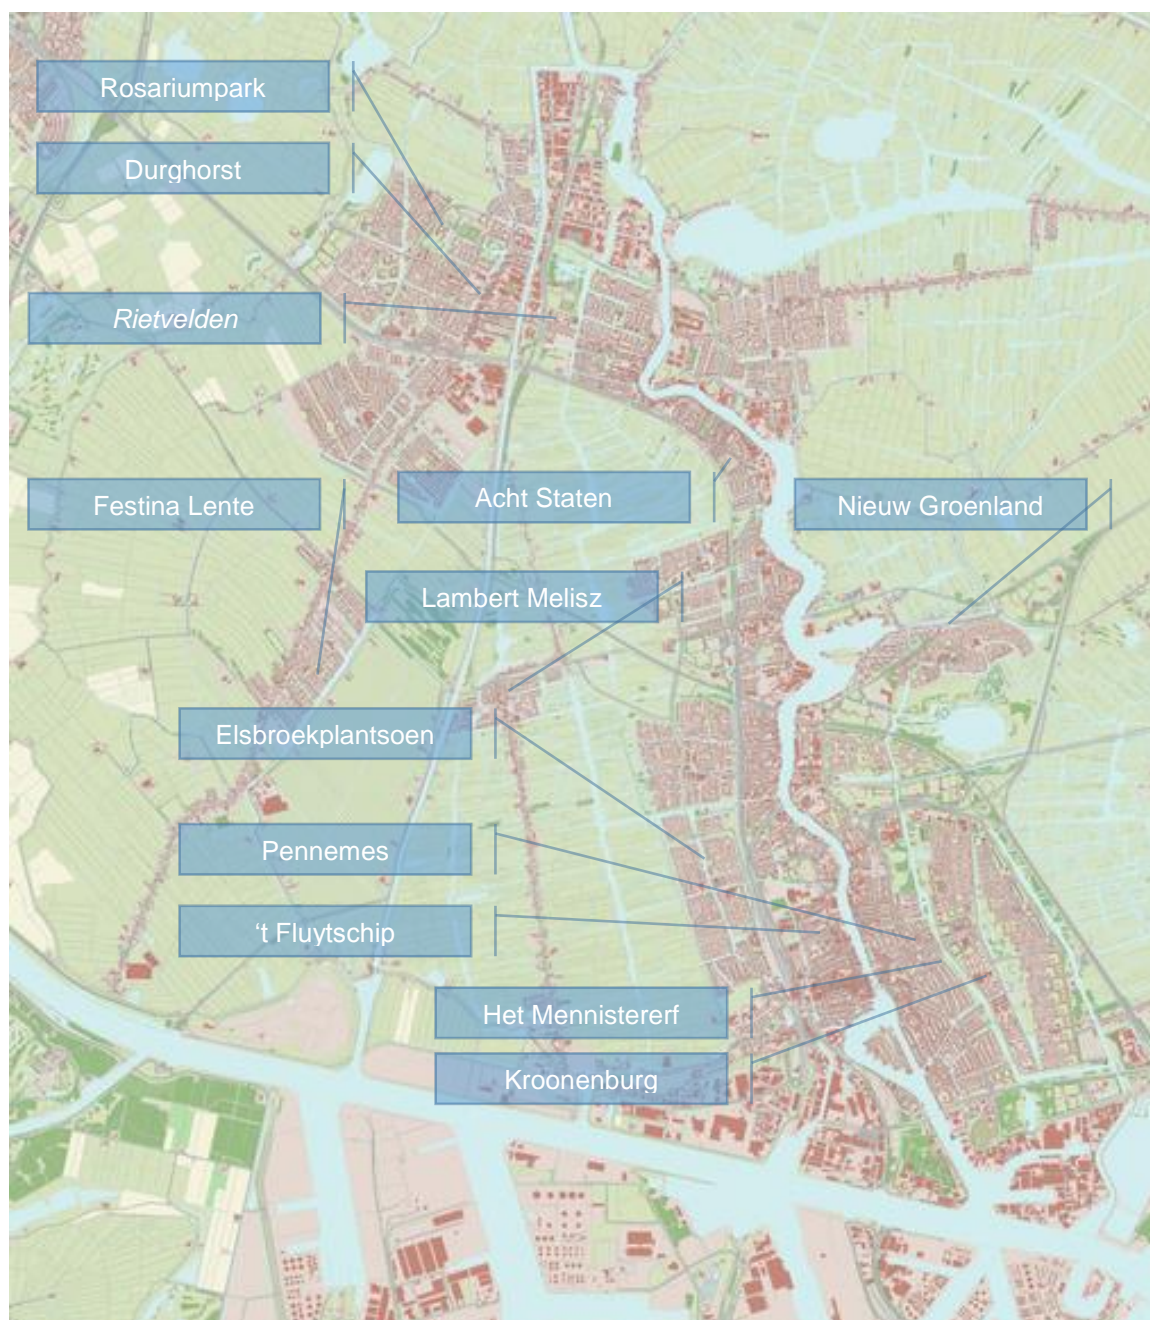 Rosariumpark
Durghorst
Rietvelden
Festina Lente
Acht Staten
Nieuw Groenland
Lambert Melisz
Elsbroekplantsoen
Pennemes
‘t Fluytschip
Het Mennistererf
Kroonenburg